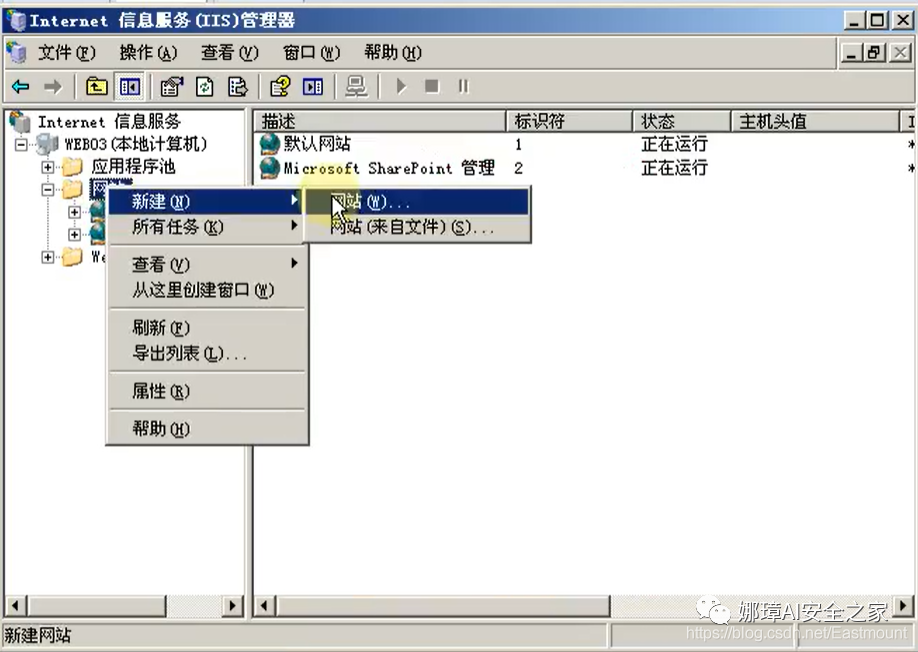 Internet 信息服务(IIS)管理器
文件(F) 操作(A) 查看(V) 窗口(W) 帮助(H)
Internet 信息服务
WEB03(本地计算机)
应用程序池
网
We
描述 标识符 状态 主机头值 I
默认网站 1 正在运行 *
Microsoft SharePoint 管理 2 正在运行 *
新建(N)
所有任务(K)
查看(V)
从这里创建窗口(W)
刷新(F)
导出列表(L)...
属性(R)
帮助(H)
网站(W)...
网站(来自文件)(S)...
新建网站
娜璋AI安全之家
https://blog.csdn.net/Eastmount